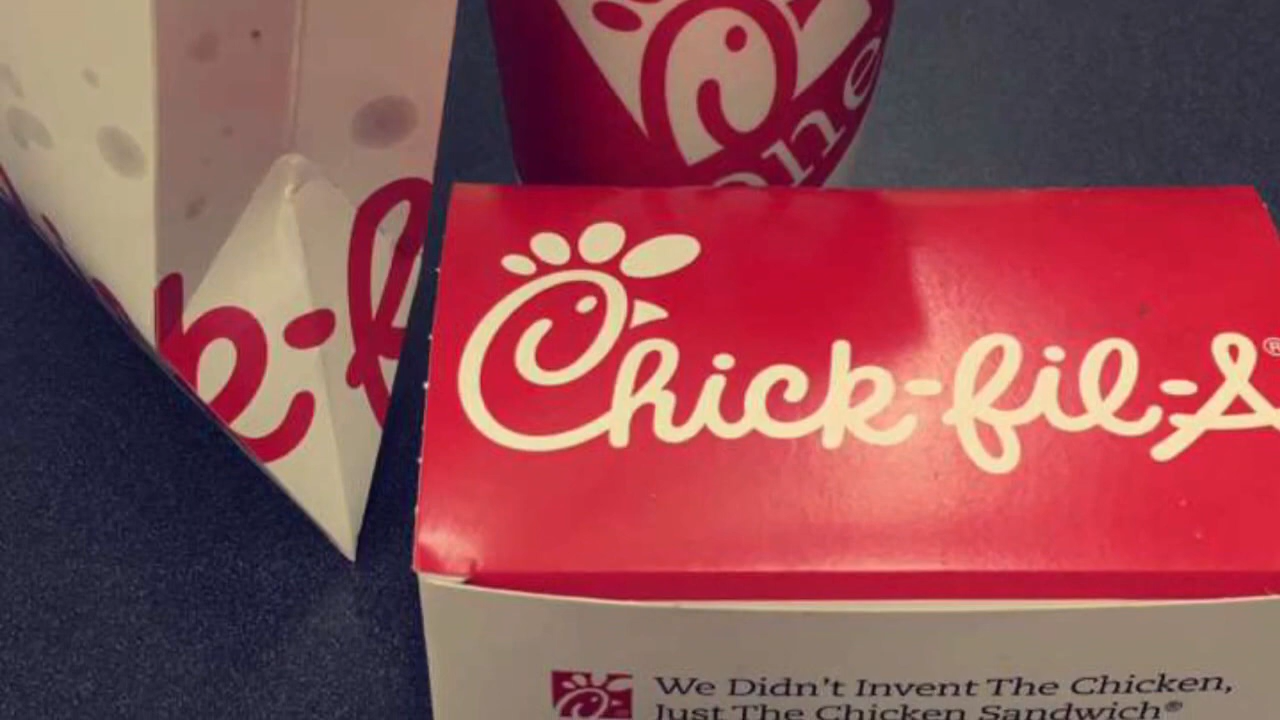 k-f
Chick-fil-A®
We Didn't Invent The Chicken,
Just The Chicken Sandwich®